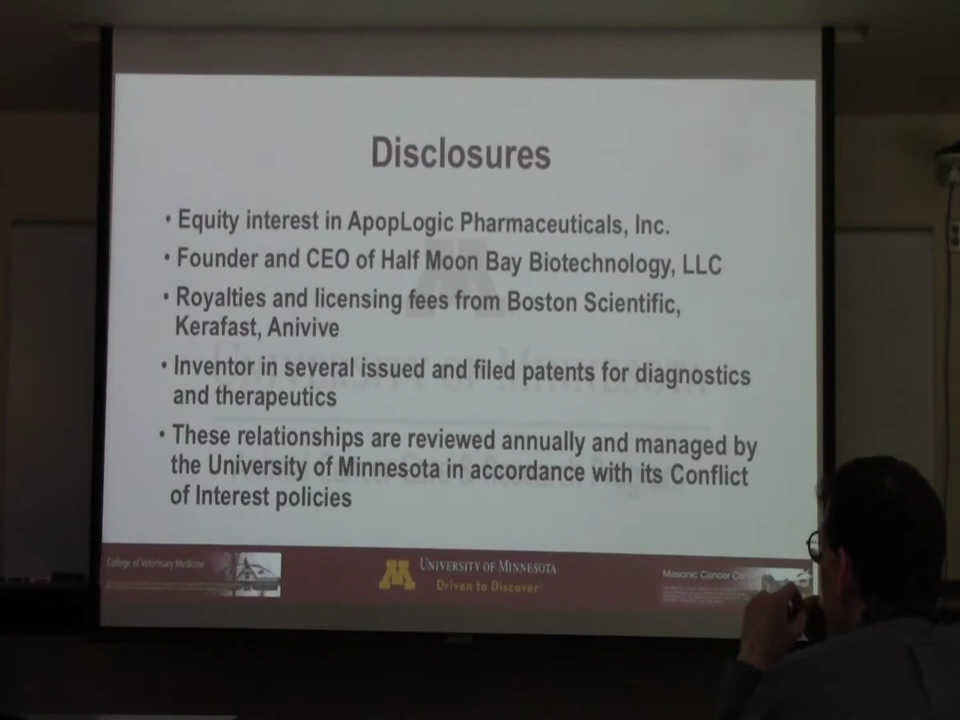 Disclosures
• Equity interest in ApopLogic Pharmaceuticals, Inc.
• Founder and CEO of Half Moon Bay Biotechnology, LLC
• Royalties and licensing fees from Boston Scientific,
Kerafast, Anivive
• Inventor in several issued and filed patents for diagnostics
and therapeutics
• These relationships are reviewed annually and managed by
the University of Minnesota in accordance with its Conflict
of Interest policies
College of Veterinary Medicine
UNIVERSITY OF MINNESOTA
Driven to Discover
Masonic Cancer